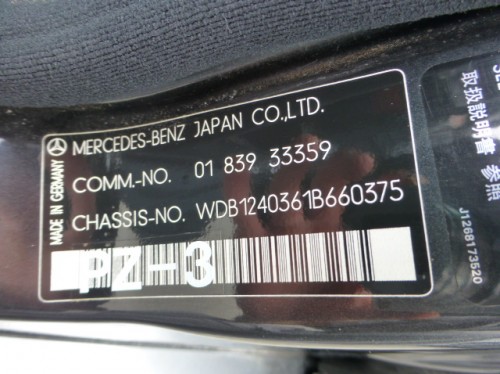 MERCEDES-BENZ JAPAN CO.,LTD.
COMM.-NO. 01 839 33359
CHASSIS-NO. WDB1240361B660375
PZ-3
MADE IN GERMANY
取扱説明書 参照
J1268173520